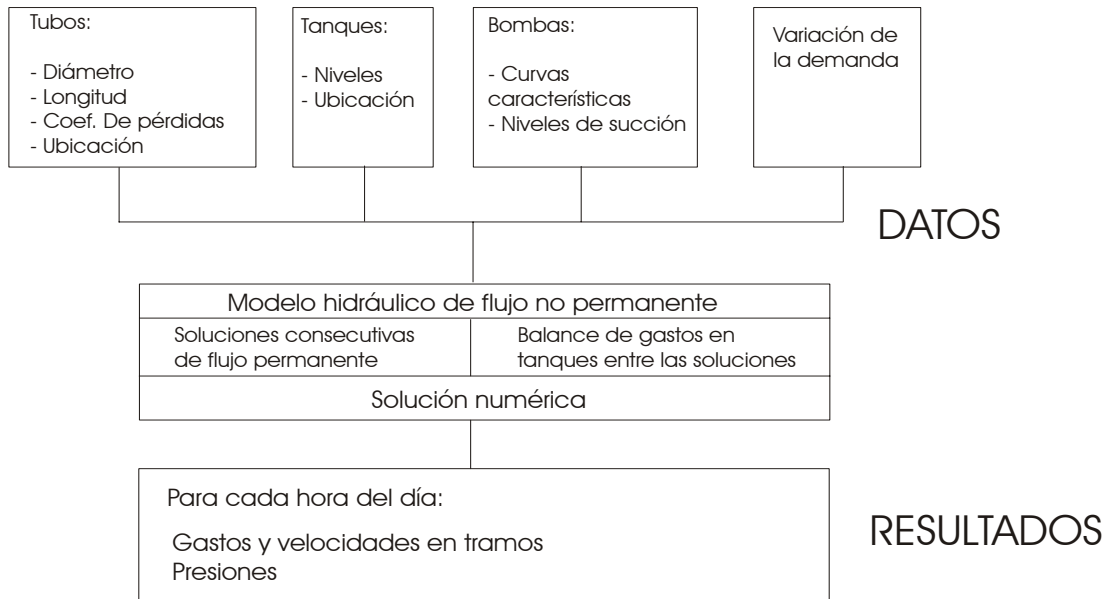 Tubos:
- Diámetro
- Longitud
- Coef. De pérdidas
- Ubicación
Tanques:
- Niveles
- Ubicación
Bombas:
- Curvas
características
- Niveles de succión
Variación de
la demanda
DATOS
Modelo hidráulico de flujo no permanente
Soluciones consecutivas
de flujo permanente
Balance de gastos en
tanques entre las soluciones
Solución numérica
Para cada hora del día:
Gastos y velocidades en tramos
Presiones
RESULTADOS